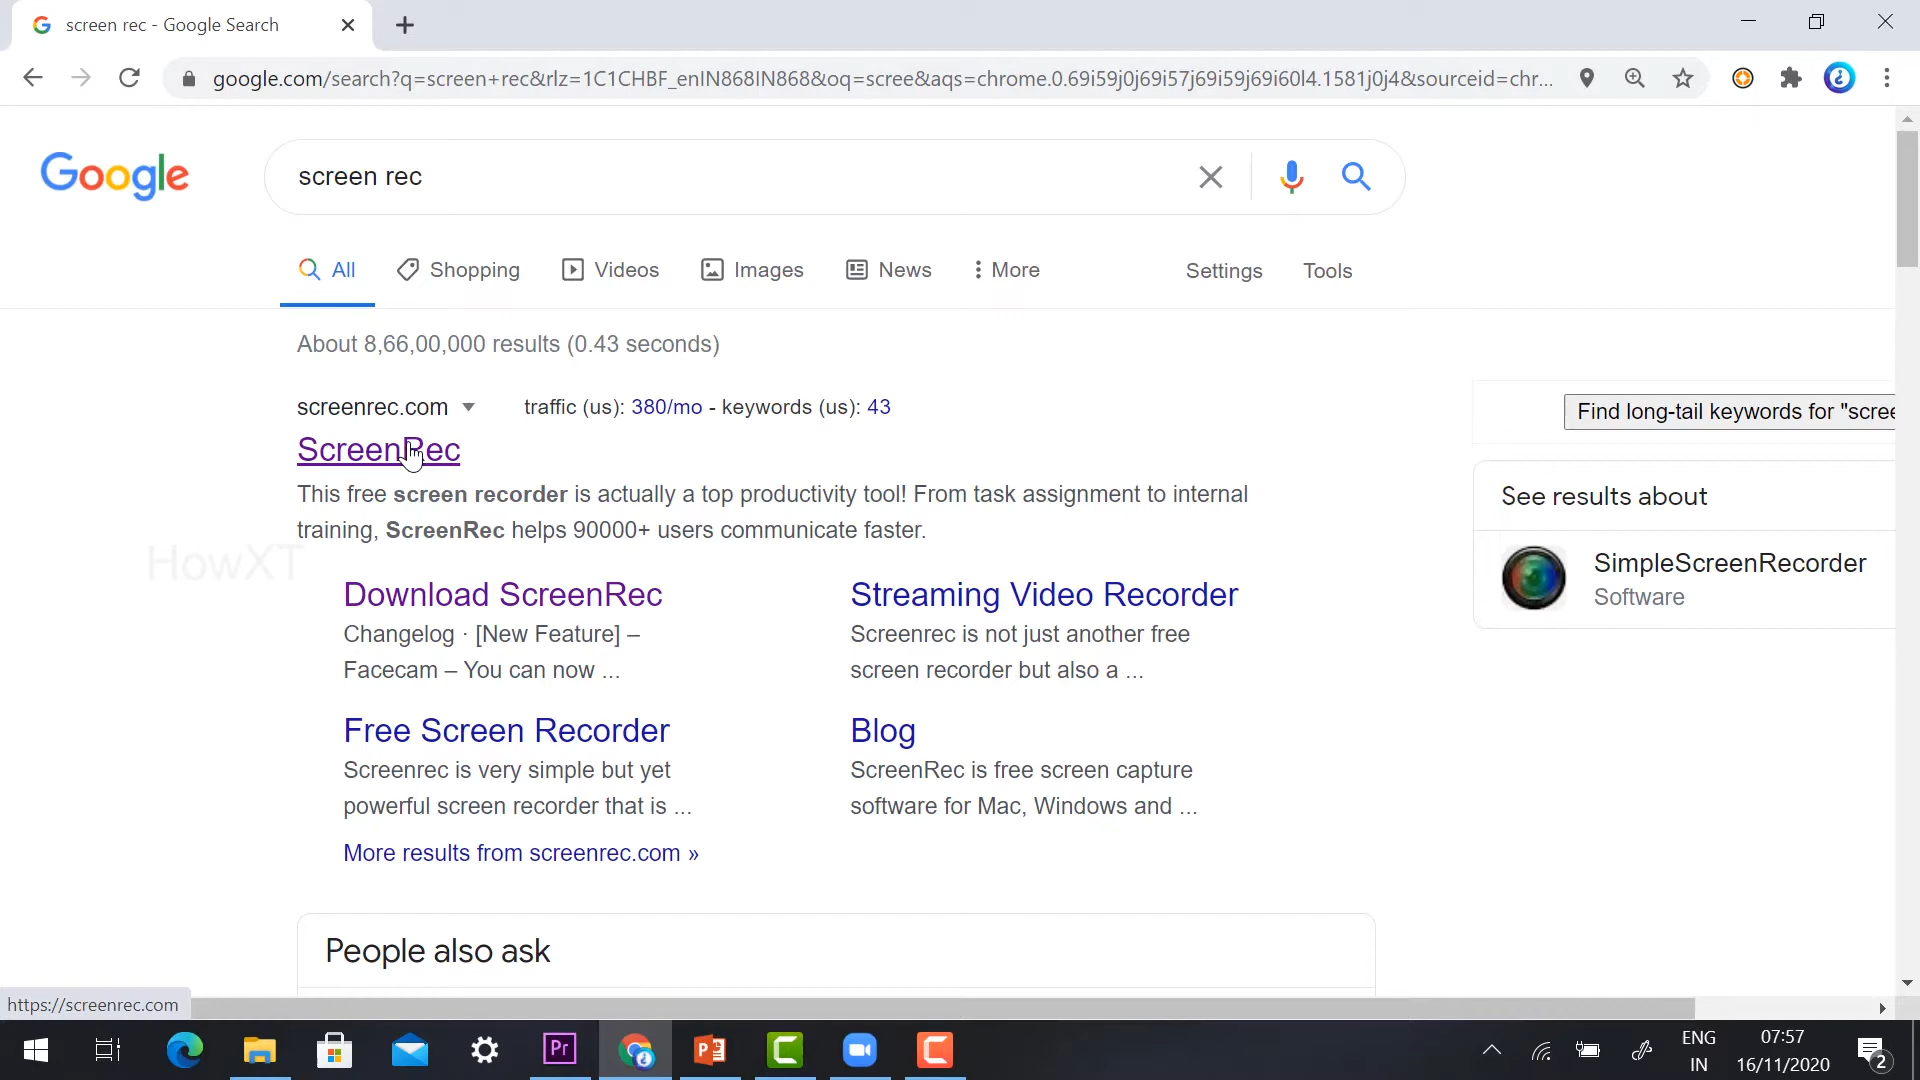 screen rec - Google Search
google.com/search?q=screen+rec&rlz=1C1CHBF_enIN868IN868&oq=scree&aqs=chrome.0.69i59j0j69i57j69i59j69i60l4.1581j0j4&sourceid=chr...
Google
screen rec
All
Shopping
Videos
Images
News
More
Settings
Tools
About 8,66,00,000 results (0.43 seconds)
screenrec.com
traffic (us): 380/mo - keywords (us): 43
Find long-tail keywords for "scree
ScreenRec
This free screen recorder is actually a top productivity tool! From task assignment to internal
training, ScreenRec helps 90000+ users communicate faster.
See results about
SimpleScreenRecorder
Software
HowXT
Download ScreenRec
Changelog · [New Feature] –
Facecam – You can now ...
Streaming Video Recorder
Screenrec is not just another free
screen recorder but also a ...
Free Screen Recorder
Screenrec is very simple but yet
powerful screen recorder that is ...
Blog
ScreenRec is free screen capture
software for Mac, Windows and ...
More results from screenrec.com »
People also ask
https://screenrec.com
Pr
ENG
IN
07:57
16/11/2020
2